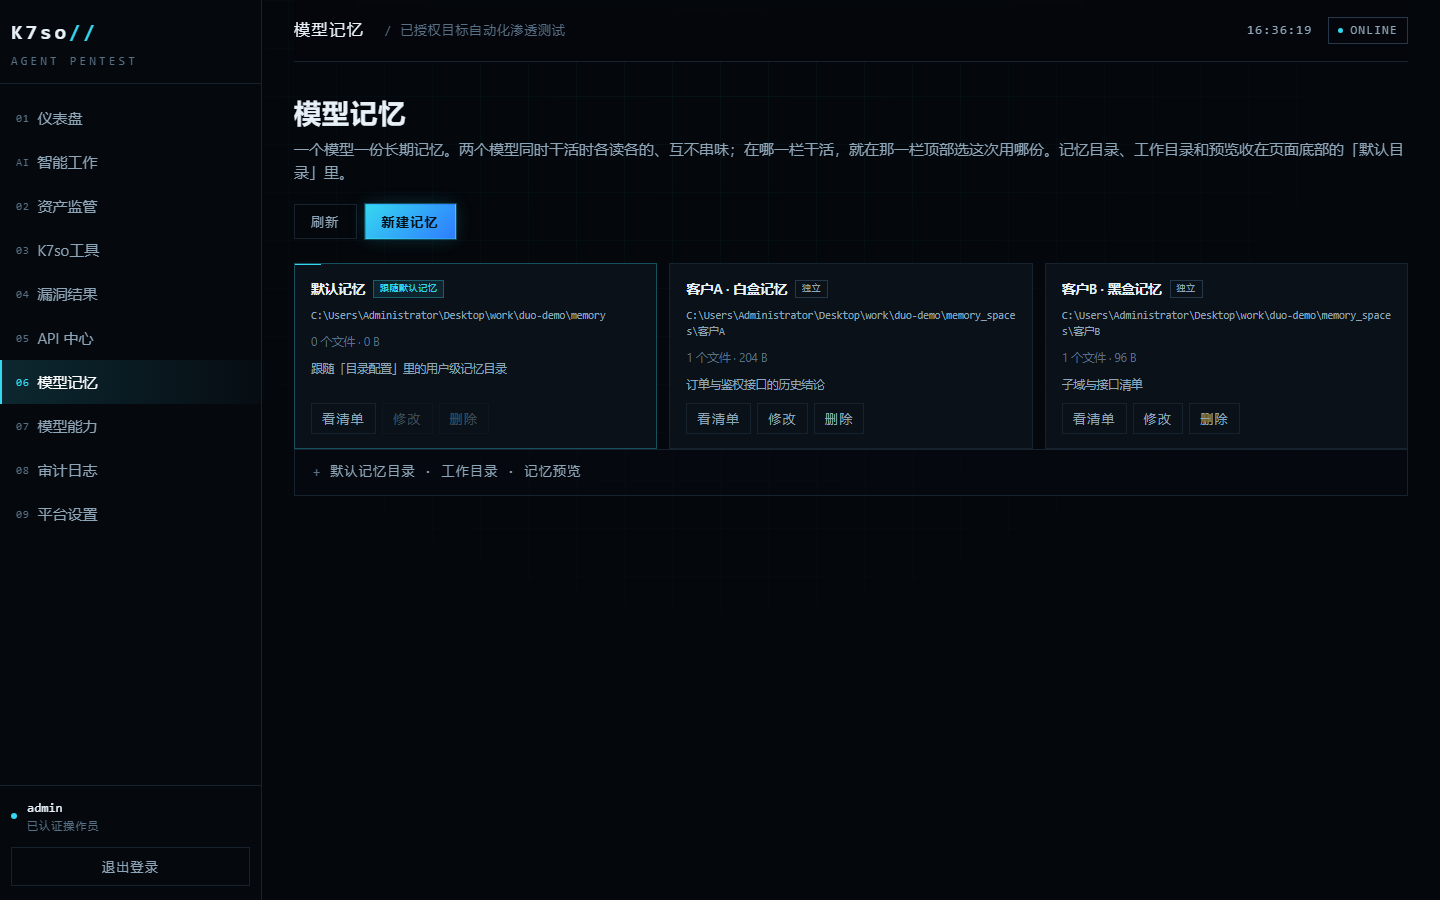 K7so//
AGENT PENTEST
01 仪表盘
AI 智能工作
02 资产监管
03 K7so工具
04 漏洞结果
05 API 中心
06 模型记忆
07 模型能力
08 审计日志
09 平台设置
admin
已认证操作员
退出登录
模型记忆 / 已授权目标自动化渗透测试
16:36:19 ONLINE
模型记忆
一个模型一份长期记忆。两个模型同时干活时各读各的、互不串味；在哪一栏干活，就在那一栏顶部选这次用哪份。记忆目录、工作目录和预览收在页面底部的「默认目
录」里。
刷新 新建记忆
默认记忆 跟随默认记忆
C:\Users\Administrator\Desktop\work\duo-demo\memory
0 个文件 · 0 B
跟随「目录配置」里的用户级记忆目录
看清单 修改 删除
客户A · 白盒记忆 独立
C:\Users\Administrator\Desktop\work\duo-demo\memory_space
s\客户A
1 个文件 · 204 B
订单与鉴权接口的历史结论
看清单 修改 删除
客户B · 黑盒记忆 独立
C:\Users\Administrator\Desktop\work\duo-demo\memory_space
s\客户B
1 个文件 · 96 B
子域与接口清单
看清单 修改 删除
+ 默认记忆目录 · 工作目录 · 记忆预览